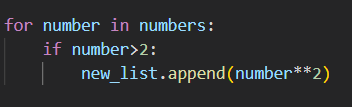 for number in numbers:
    if number>2:
        new_list.append(number**2)